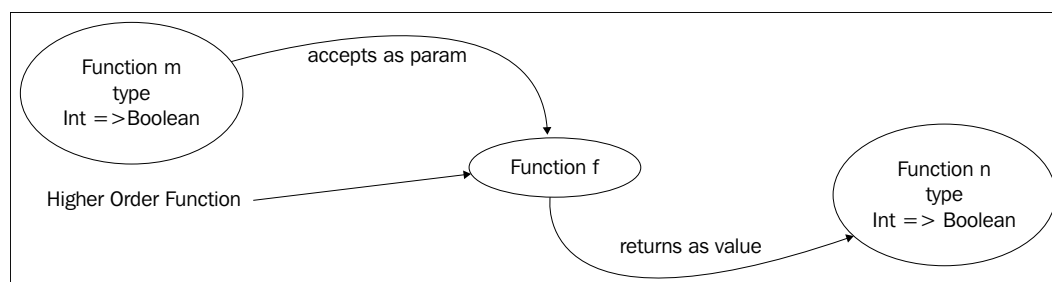 Function m
type
Int =>Boolean
accepts as param
Function f
Higher Order Function
Function n
type
Int => Boolean
returns as value